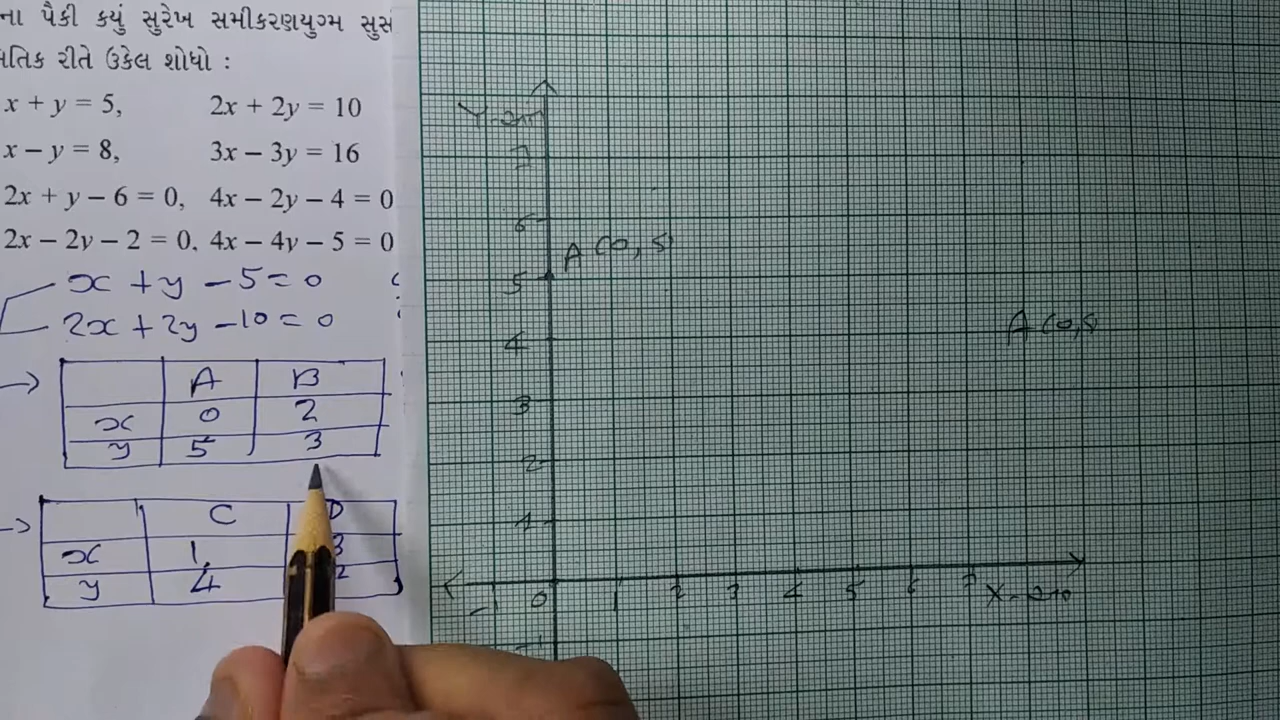 ના પૈકી કયું સુરેખ સમીકરણયુગ્મ સુસ
રીતે ઉકેલ શોધો :
x + y = 5, 2x + 2y = 10
x – y = 8, 3x – 3y = 16
2x + y – 6 = 0, 4x – 2y – 4 = 0
2x – 2y – 2 = 0, 4x – 4y – 5 = 0
x + y - 5 = 0
2x + 2y - 10 = 0
A B
x 0 2
y 5 3
C D
x 1 3
y 4 2
7
6
A (0, 5)
5
4
A (0,5
3
2
1
-1 0 1 2 3 4 5 6 7
-1